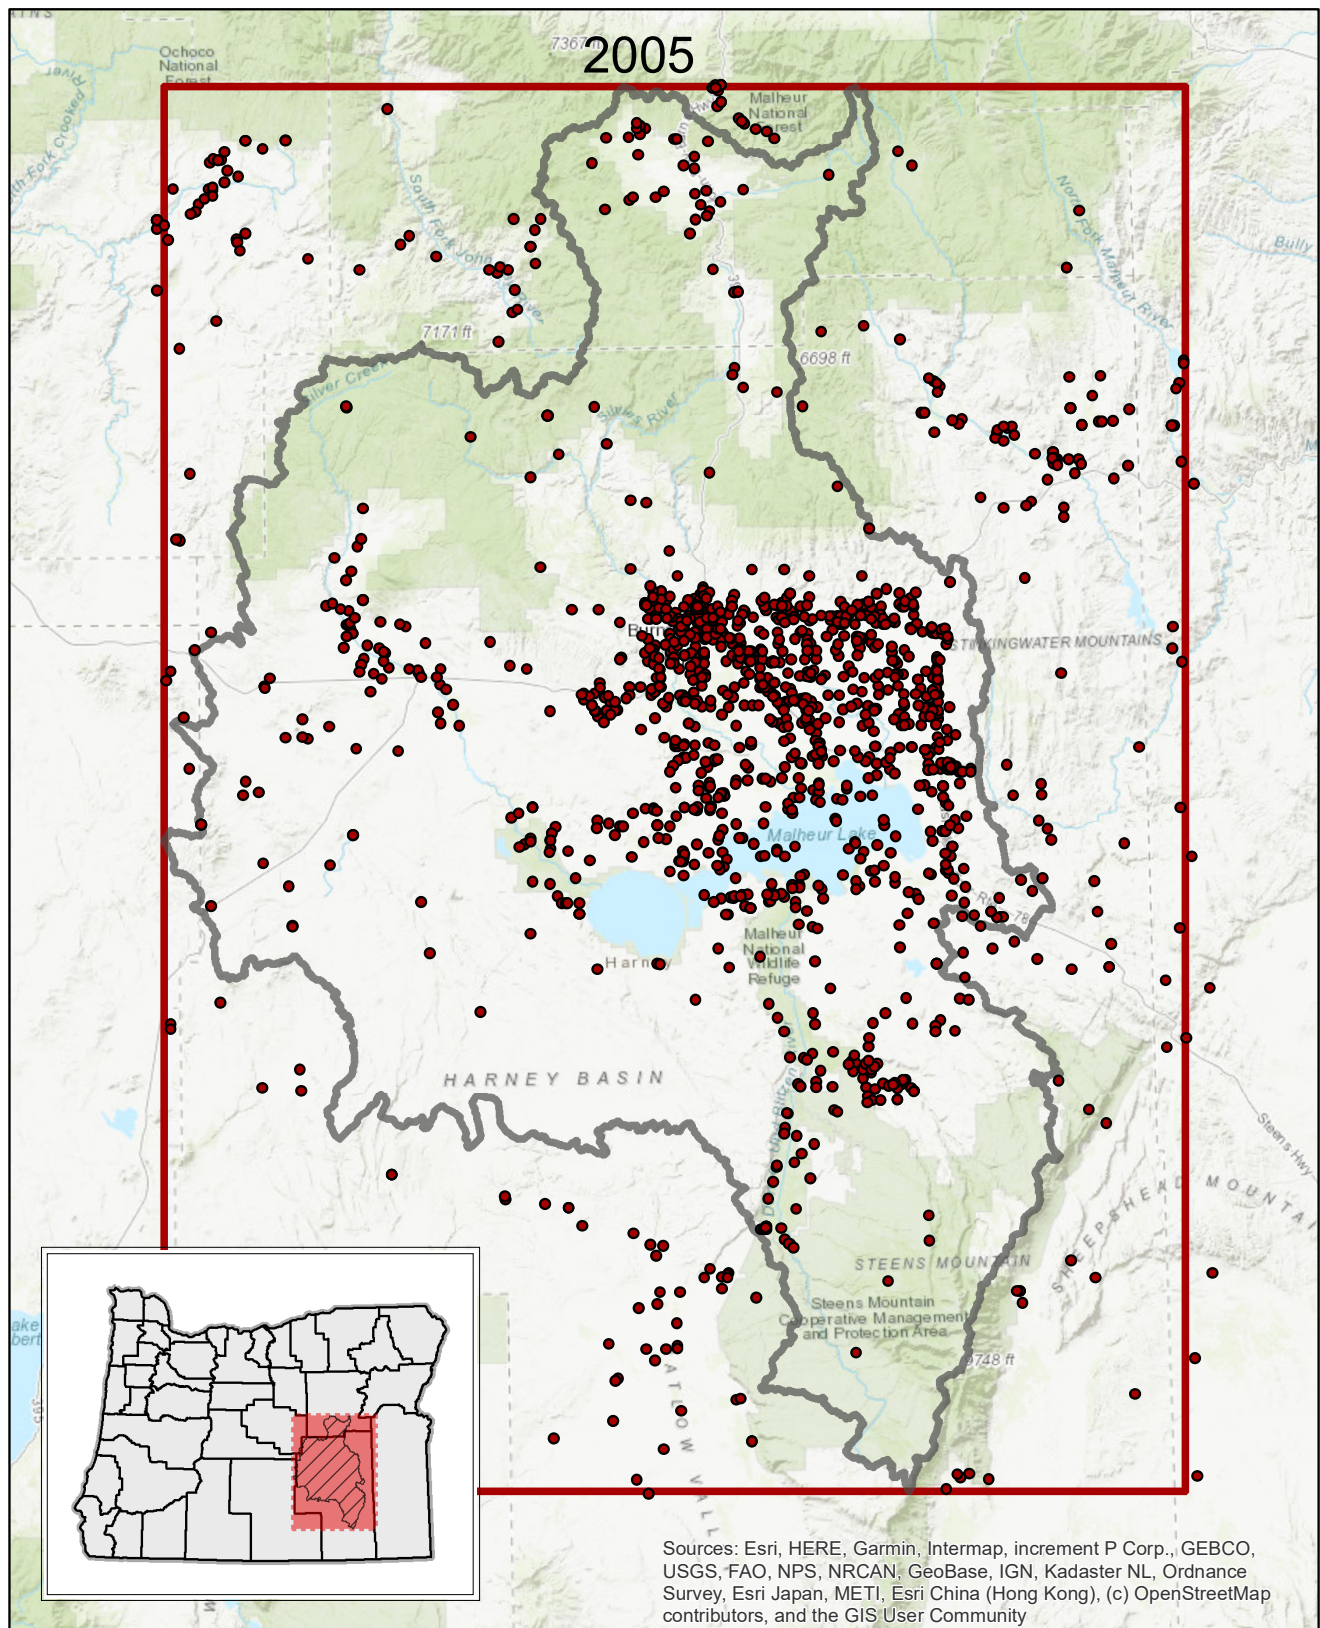 2005
7367 ft
Ochoco
National
Forest
Malheur
National
Forest
South Fork John Day River
North Fork Malheur River
Bully
7171 ft
6698 ft
Silver Creek
Silvies River
STINKINGWATER MOUNTAINS
Malheur Lake
Malheur
National
Wildlife
Refuge
Harney
HARNEY BASIN
Steens Hwy
SHEEPSHEAD MOUNTAI
STEENS MOUNTAIN
Steens Mountain
Cooperative Management
and Protection Area
9748 ft
ake
bert
395
Sources: Esri, HERE, Garmin, Intermap, increment P Corp., GEBCO,
USGS, FAO, NPS, NRCAN, GeoBase, IGN, Kadaster NL, Ordnance
Survey, Esri Japan, METI, Esri China (Hong Kong), (c) OpenStreetMap
contributors, and the GIS User Community